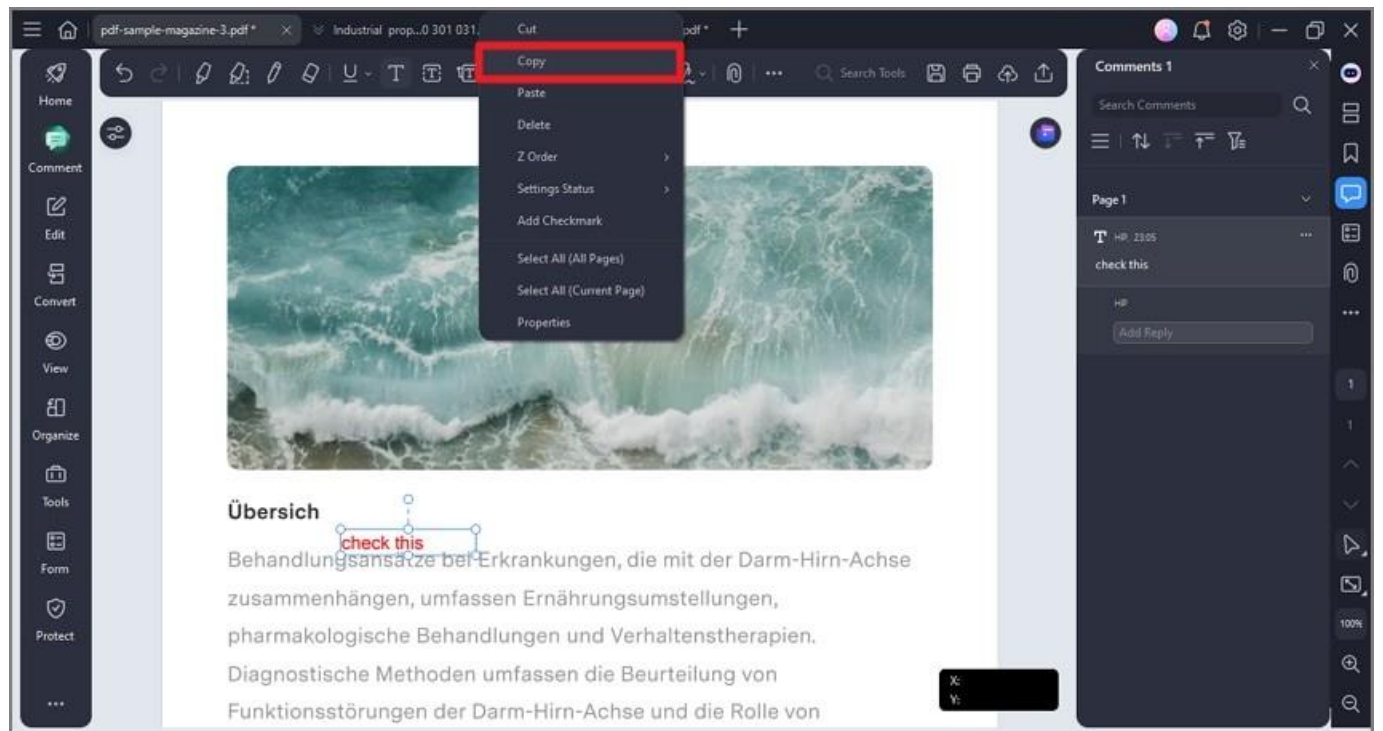 pdf-sample-magazine-3.pdf *
Industrial prop...0 301 031.
pdf *
Cut
Copy
Paste
Delete
Z Order
Settings Status
Add Checkmark
Select All (All Pages)
Select All (Current Page)
Properties
Search Tools
Home
Comment
Edit
Convert
View
Organize
Tools
Form
Protect
Übersich
check this
Behandlungsansätze bei Erkrankungen, die mit der Darm-Hirn-Achse
zusammenhängen, umfassen Ernährungsumstellungen,
pharmakologische Behandlungen und Verhaltenstherapien.
Diagnostische Methoden umfassen die Beurteilung von
Funktionsstörungen der Darm-Hirn-Achse und die Rolle von
X:
Y:
Comments 1
Search Comments
Page 1
T HP 23:05
check this
HP
Add Reply
1
1
100%